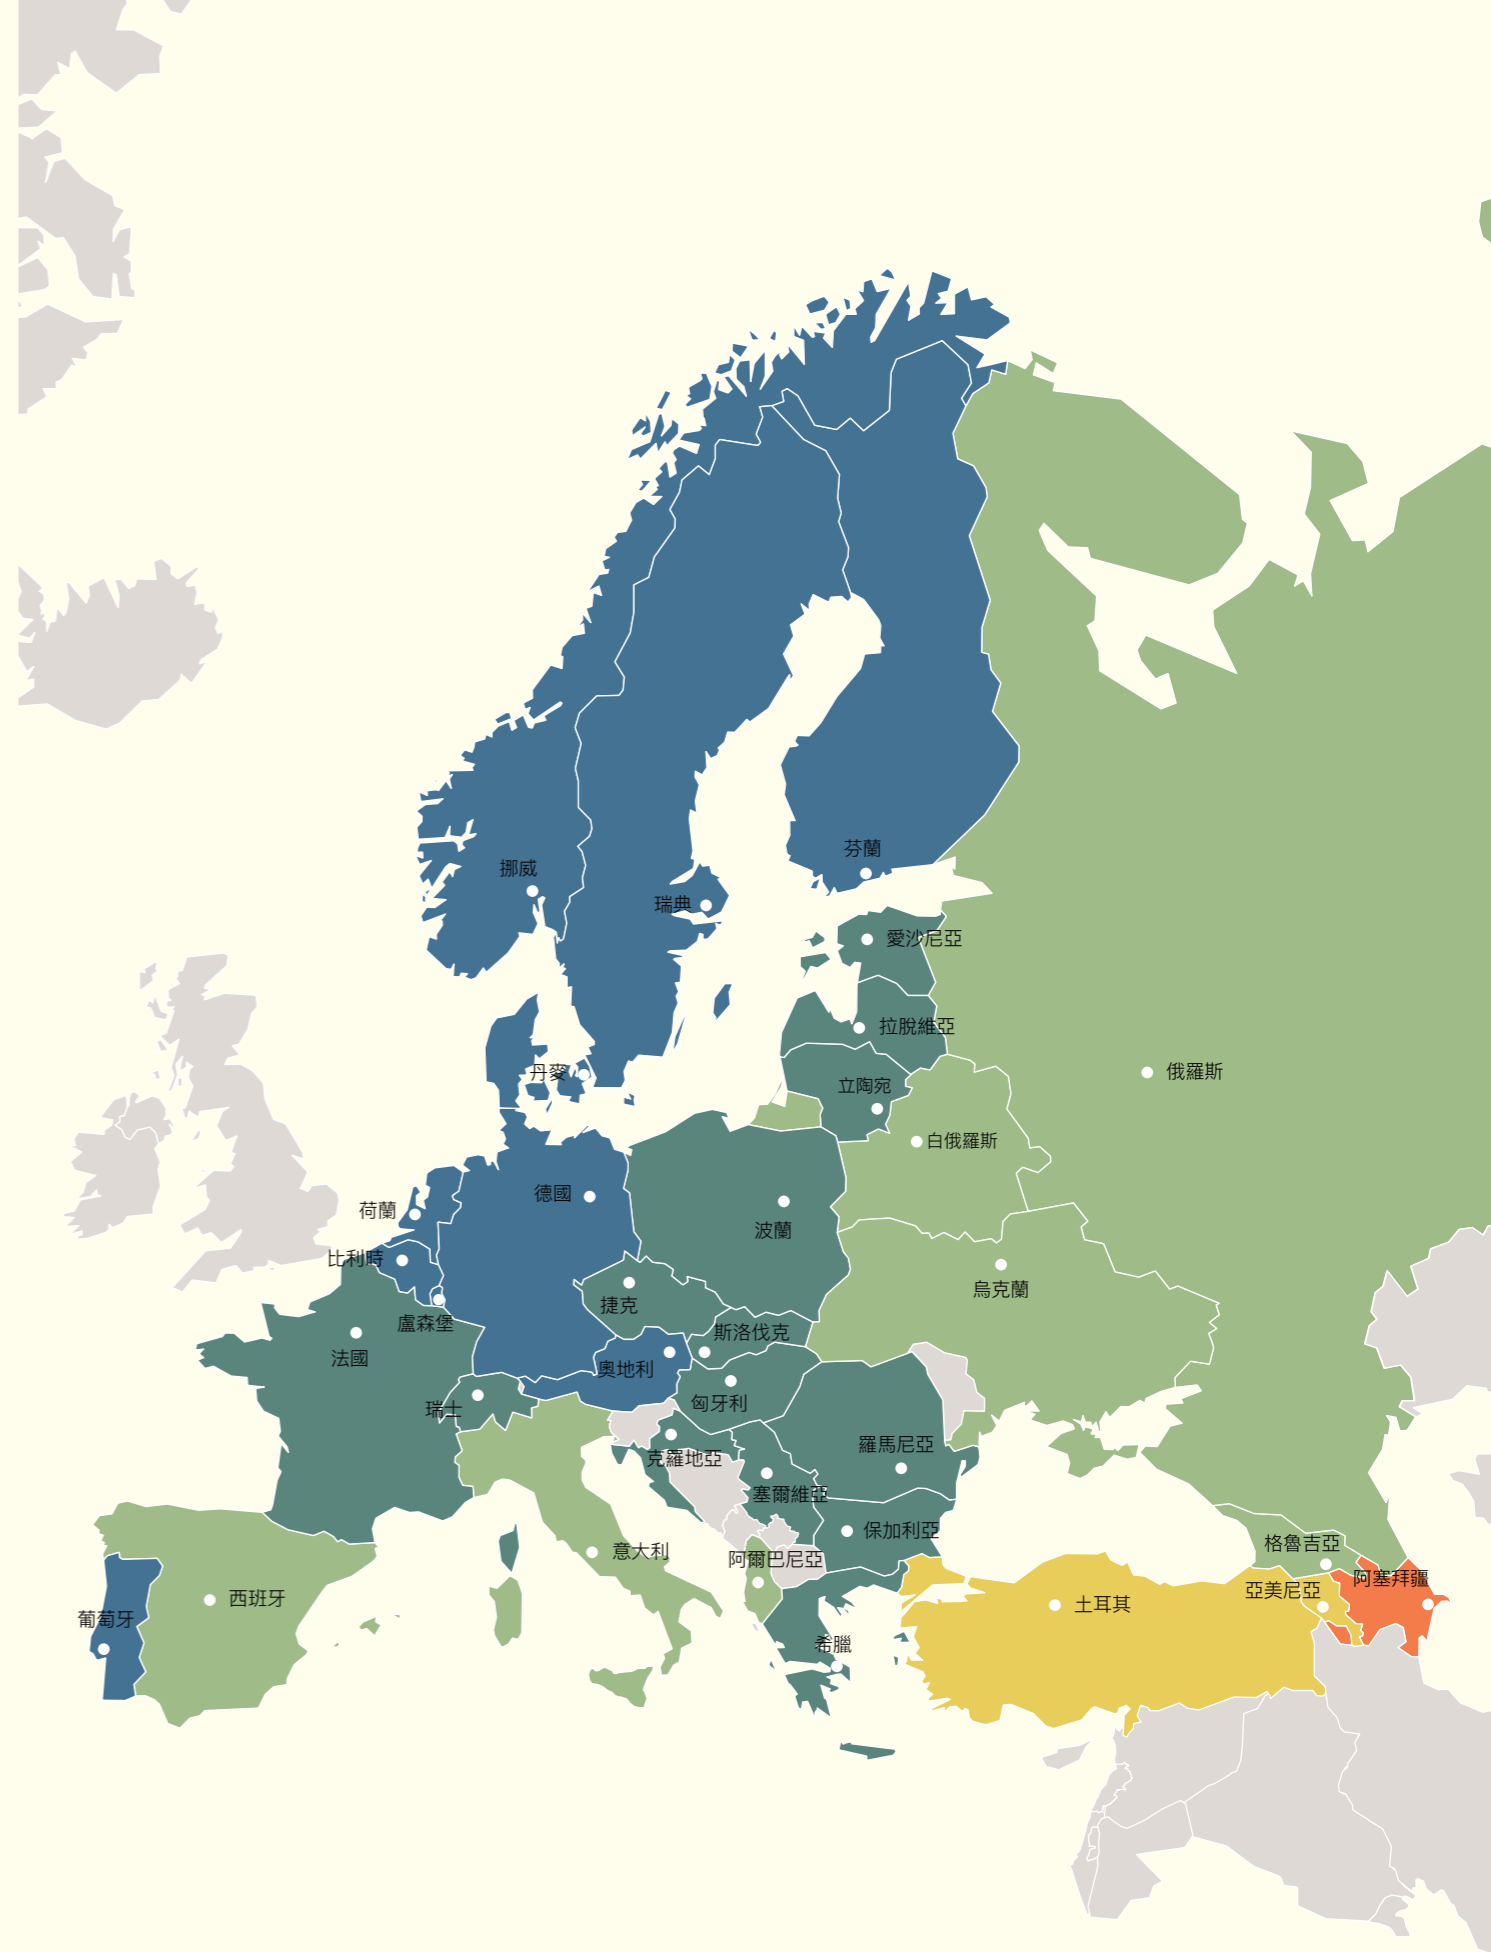 芬蘭
挪威
瑞典
愛沙尼亞
拉脫維亞
丹麥
俄羅斯
立陶宛
白俄羅斯
德國
荷蘭
波蘭
比利時
烏克蘭
捷克
盧森堡
斯洛伐克
法國
奧地利
匈牙利
瑞士
羅馬尼亞
克羅地亞
塞爾維亞
保加利亞
格魯吉亞
意大利
阿爾巴尼亞
阿塞拜疆
亞美尼亞
西班牙
土耳其
葡萄牙
希臘